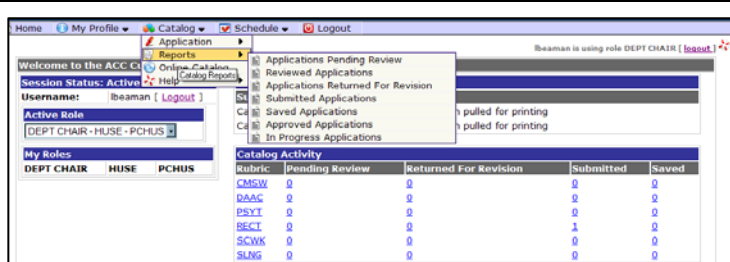 Home My Profile Catalog Schedule Logout
Application
Reports
Online Catalog
Help
Catalog Reports
Applications Pending Review
Reviewed Applications
Applications Returned For Revision
Submitted Applications
Saved Applications
Approved Applications
In Progress Applications
lbeaman is using role DEPT CHAIR [ logout ]
Welcome to the ACC
Session Status: Active
Username: lbeaman [ Logout ]
Active Role
DEPT CHAIR - HUSE - PCHUS
My Roles
DEPT CHAIR HUSE PCHUS
pulled for printing
pulled for printing
Catalog Activity
Rubric Pending Review Returned For Revision Submitted Saved
CMSW 0 0 0 0
DAAC 0 0 0 0
PSYT 0 0 0 0
RECT 0 0 1 0
SCWK 0 0 0 0
SLNG 0 0 0 0